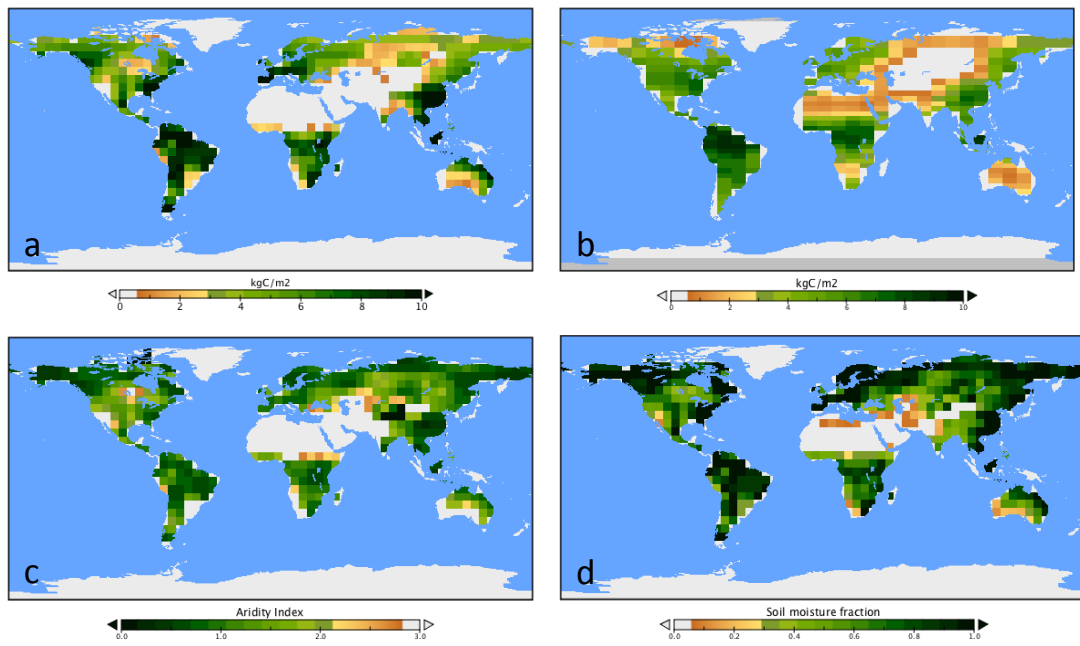 a
b
kgC/m2
0 2 4 6 8 10
kgC/m2
0 2 4 6 8 10
c
d
Aridity Index
0.0 1.0 2.0 3.0
Soil moisture fraction
0.0 0.2 0.4 0.6 0.8 1.0